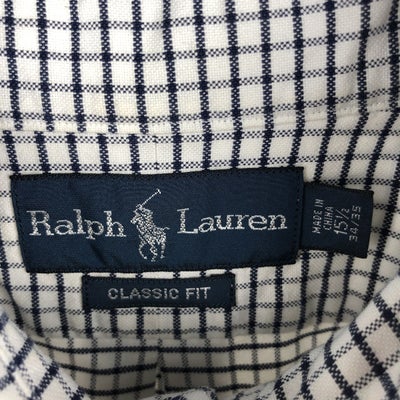 Ralph Lauren
CLASSIC FIT
MADE IN
CHINA
15½
34/35